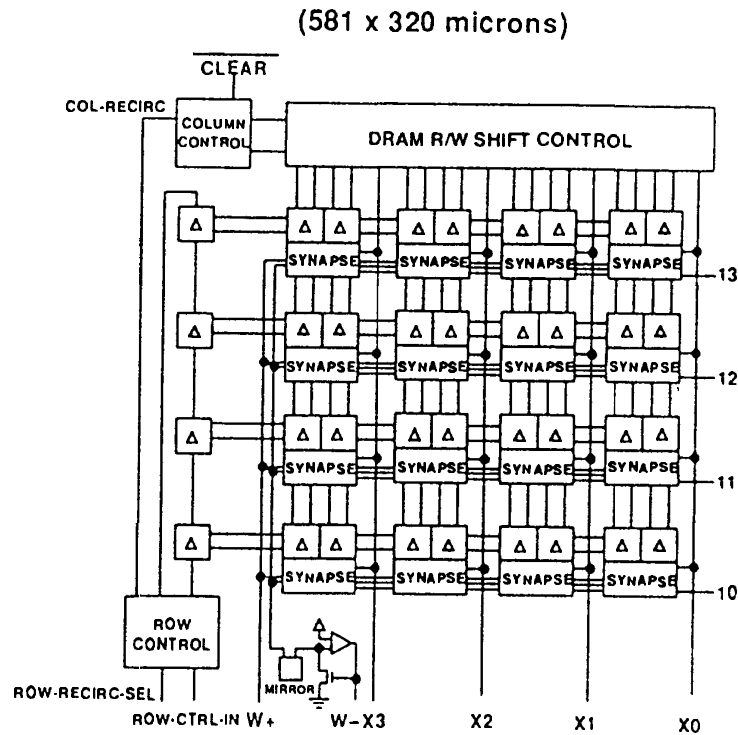 (581 x 320 microns)
CLEAR
COL-RECIRC
COLUMN
CONTROL
DRAM R/W SHIFT CONTROL
Δ Δ Δ Δ Δ Δ Δ Δ Δ
SYNAPSE SYNAPSE SYNAPSE SYNAPSE
13
Δ Δ Δ Δ Δ Δ Δ Δ Δ
SYNAPSE SYNAPSE SYNAPSE SYNAPSE
12
Δ Δ Δ Δ Δ Δ Δ Δ Δ
SYNAPSE SYNAPSE SYNAPSE SYNAPSE
11
Δ Δ Δ Δ Δ Δ Δ Δ Δ
SYNAPSE SYNAPSE SYNAPSE SYNAPSE
10
ROW
CONTROL
MIRROR
ROW-RECIRC-SEL
ROW-CTRL-IN W+ W- X3 X2 X1 X0